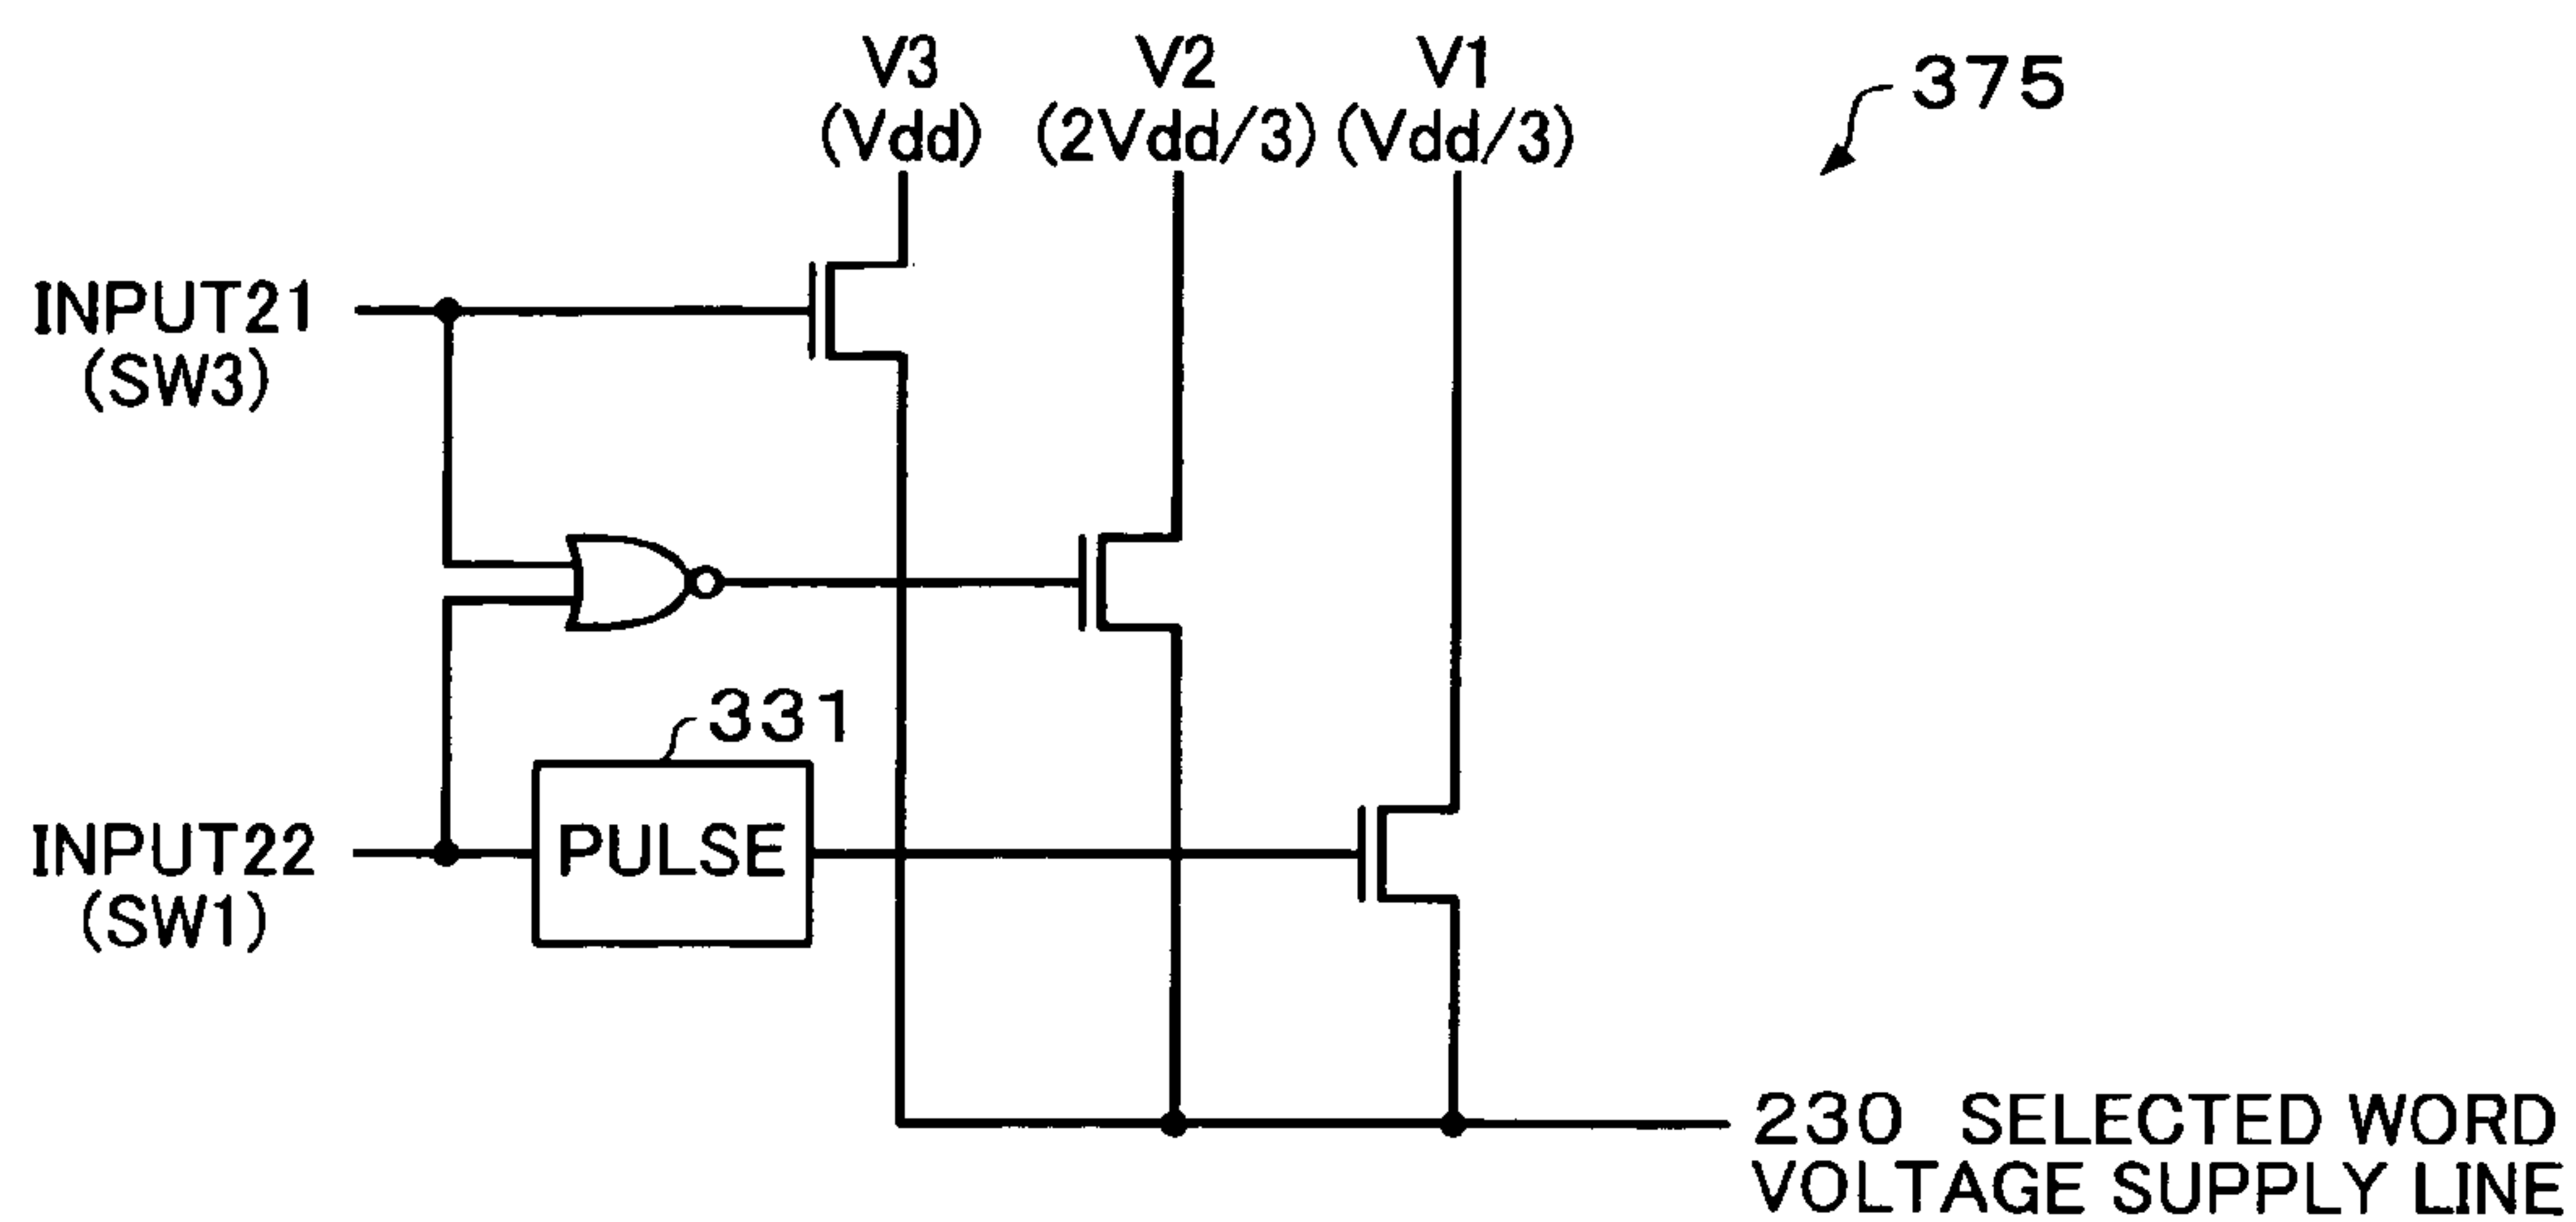 V3
(Vdd)
V2
(2Vdd/3)
V1
(Vdd/3)
375
INPUT21
(SW3)
331
PULSE
INPUT22
(SW1)
230 SELECTED WORD
VOLTAGE SUPPLY LINE